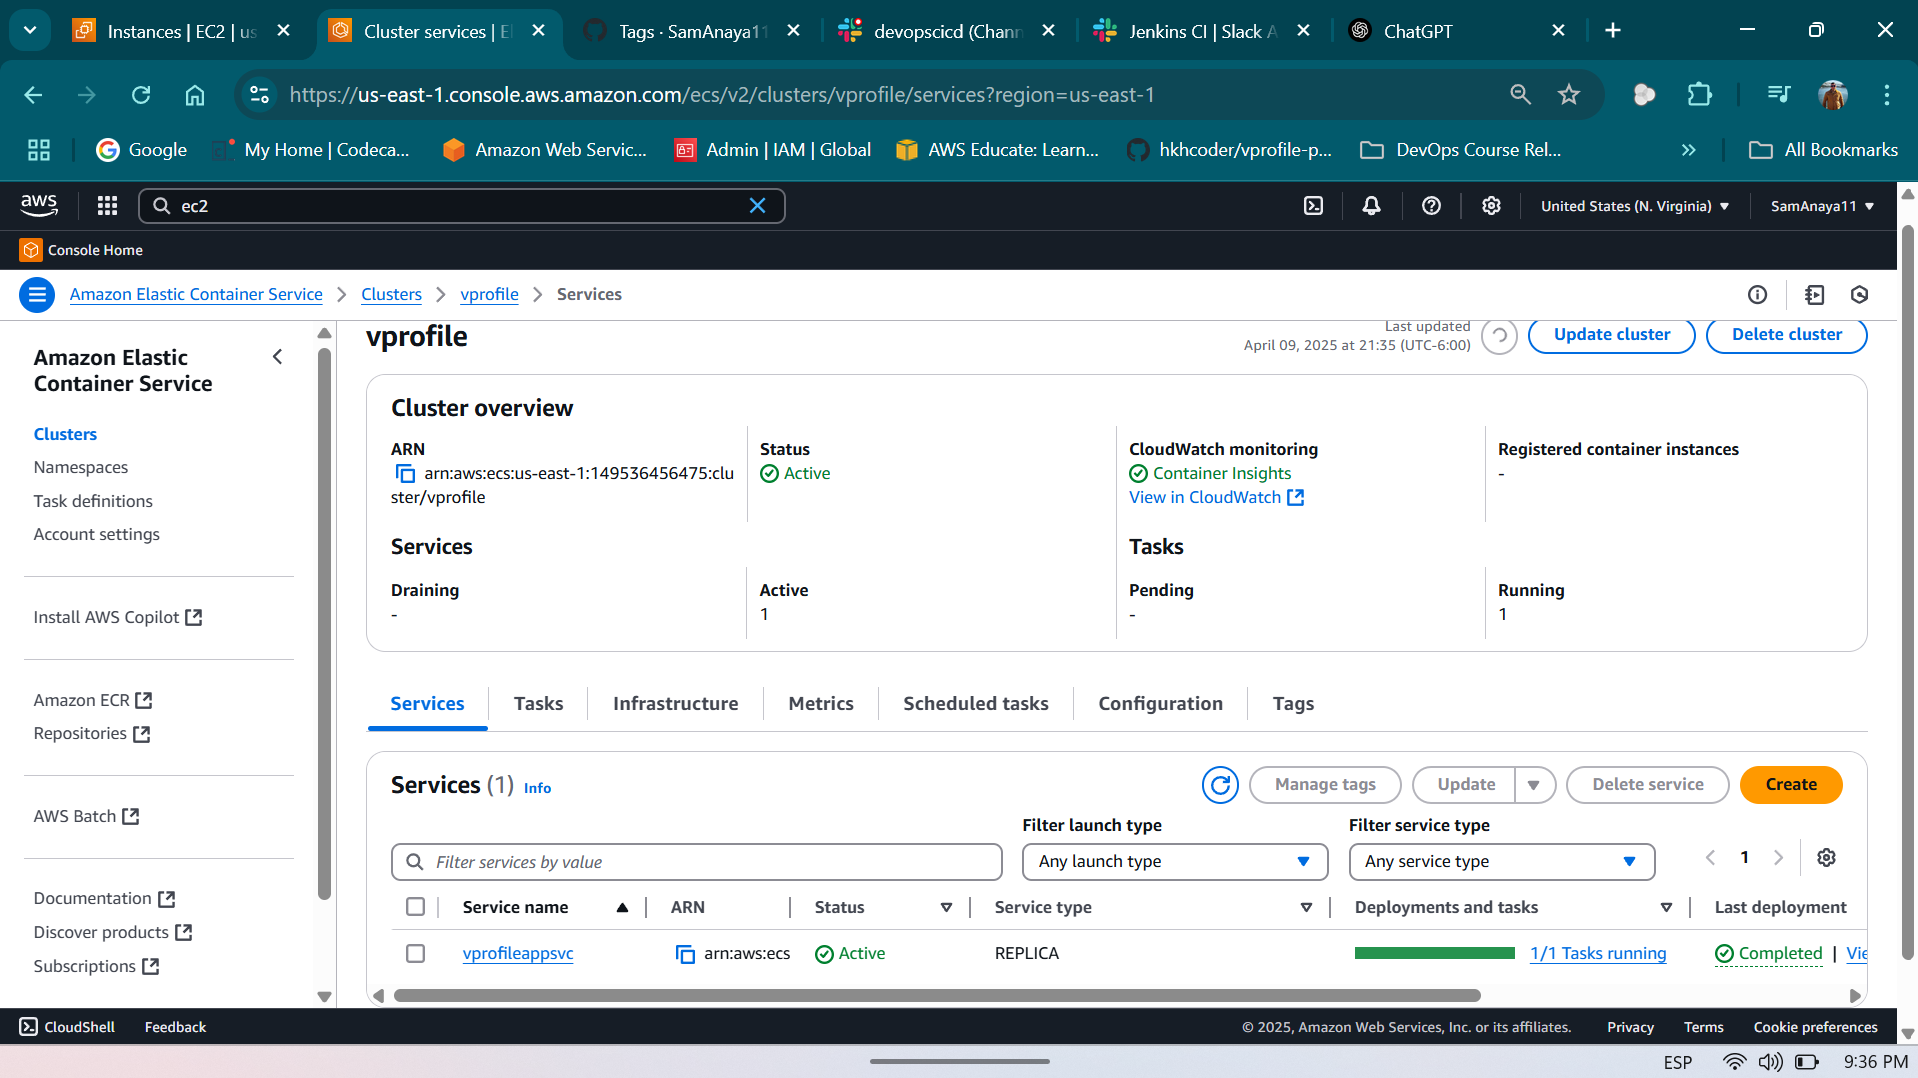 Instances | EC2 | us
Cluster services | E
Tags · SamAnaya11
devopscicd (Chann
Jenkins CI | Slack A
ChatGPT
https://us-east-1.console.aws.amazon.com/ecs/v2/clusters/vprofile/services?region=us-east-1
Google
My Home | Codeca...
Amazon Web Servic...
Admin | IAM | Global
AWS Educate: Learn...
hkhcoder/vprofile-p...
DevOps Course Rel...
»
All Bookmarks
aws
ec2
United States (N. Virginia)
SamAnaya11
Console Home
Amazon Elastic Container Service
Clusters
vprofile
Services
Amazon Elastic
Container Service
Clusters
Namespaces
Task definitions
Account settings
Install AWS Copilot
Amazon ECR
Repositories
AWS Batch
Documentation
Discover products
Subscriptions
vprofile
Last updated
April 09, 2025 at 21:35 (UTC-6:00)
Update cluster
Delete cluster
Cluster overview
ARN
arn:aws:ecs:us-east-1:149536456475:clu
ster/vprofile
Status
Active
CloudWatch monitoring
Container Insights
View in CloudWatch
Registered container instances
-
Services
Tasks
Draining
-
Active
1
Pending
-
Running
1
Services
Tasks
Infrastructure
Metrics
Scheduled tasks
Configuration
Tags
Services (1) Info
Manage tags
Update
Delete service
Create
Filter launch type
Filter service type
Filter services by value
Any launch type
Any service type
1
Service name
ARN
Status
Service type
Deployments and tasks
Last deployment
vprofileappsvc
arn:aws:ecs
Active
REPLICA
1/1 Tasks running
Completed | Vie
CloudShell
Feedback
© 2025, Amazon Web Services, Inc. or its affiliates.
Privacy
Terms
Cookie preferences
ESP
9:36 PM